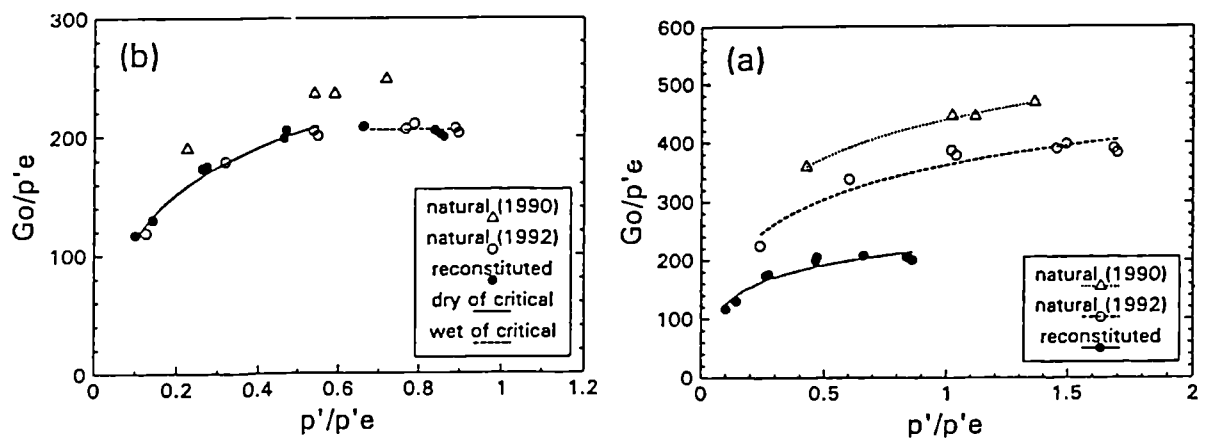 300
(b)
200
Go/p'e
100
0
0
0.2
0.4
0.6
0.8
1
1.2
p'/p'e
natural (1990)
natural (1992)
reconstituted
dry of critical
wet of critical
600
(a)
500
400
Go/p'e
300
200
100
0
0
0.5
1
1.5
2
p'/p'e
natural (1990)
natural (1992)
reconstituted